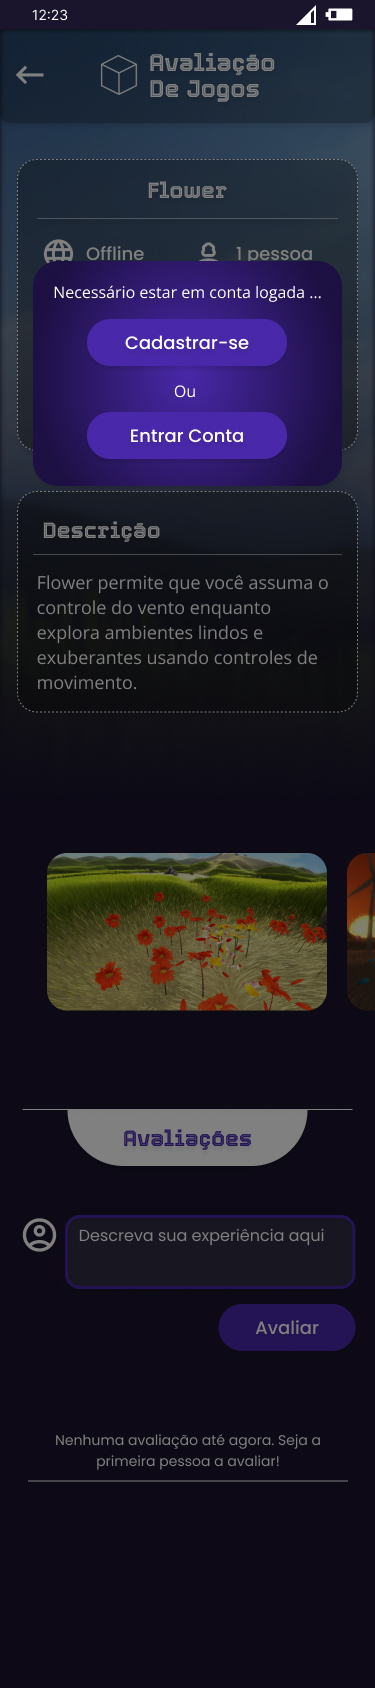 12:23
Avaliação
De Jogos
Flower
Offline
1 pessoa
Necessário estar em conta logada ...
Cadastrar-se
Ou
Entrar Conta
Descrição
Flower permite que você assuma o
controle do vento enquanto
explora ambientes lindos e
exuberantes usando controles de
movimento.
Avaliações
Descreva sua experiência aqui
Avaliar
Nenhuma avaliação até agora. Seja a
primeira pessoa a avaliar!